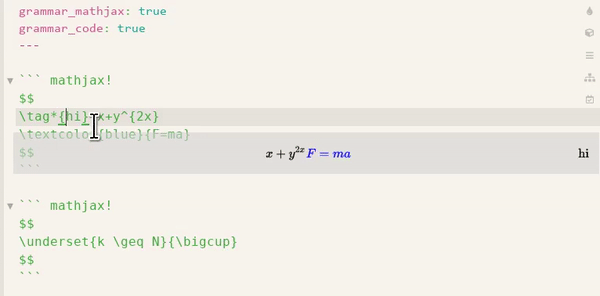 grammar_mathjax: true
grammar_code: true
---
``` mathjax!
$$
\tag*{hi} x+y^{2x}
\textcolor{blue}{F=ma}
$$
x + y^{2x} F = ma hi
```
``` mathjax!
$$
\underset{k \geq N}{\bigcup}
$$
```